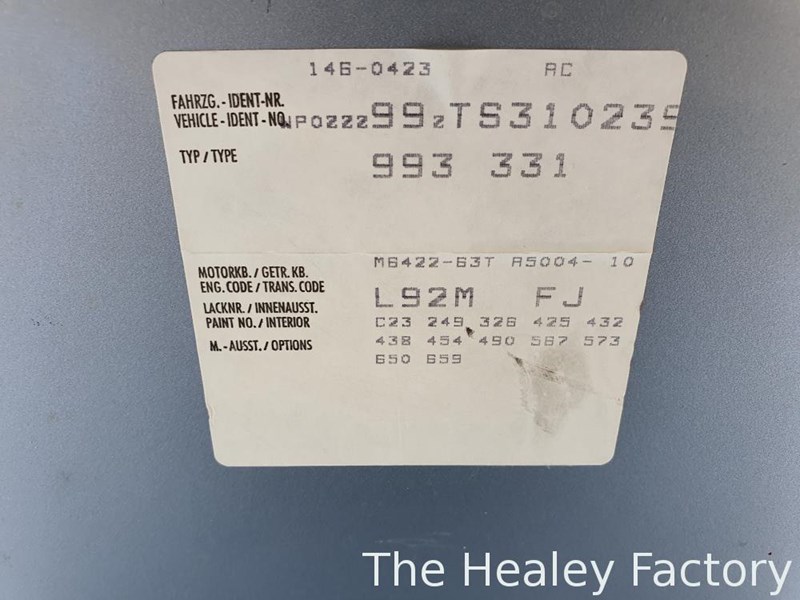 146-0423 AC
FAHRZG.-IDENT-NR.
VEHICLE-IDENT-NO. WP0ZZZ99ZTS310239
TYP / TYPE 993 331
MOTORKB. / GETR. KB. M6422-63T A5004- 10
ENG. CODE / TRANS. CODE
LACKNR. / INNENAUSST. L92M FJ
PAINT NO. / INTERIOR C23 249 326 425 432
M.-AUSST. / OPTIONS 438 454 490 567 573
650 659
The Healey Factory